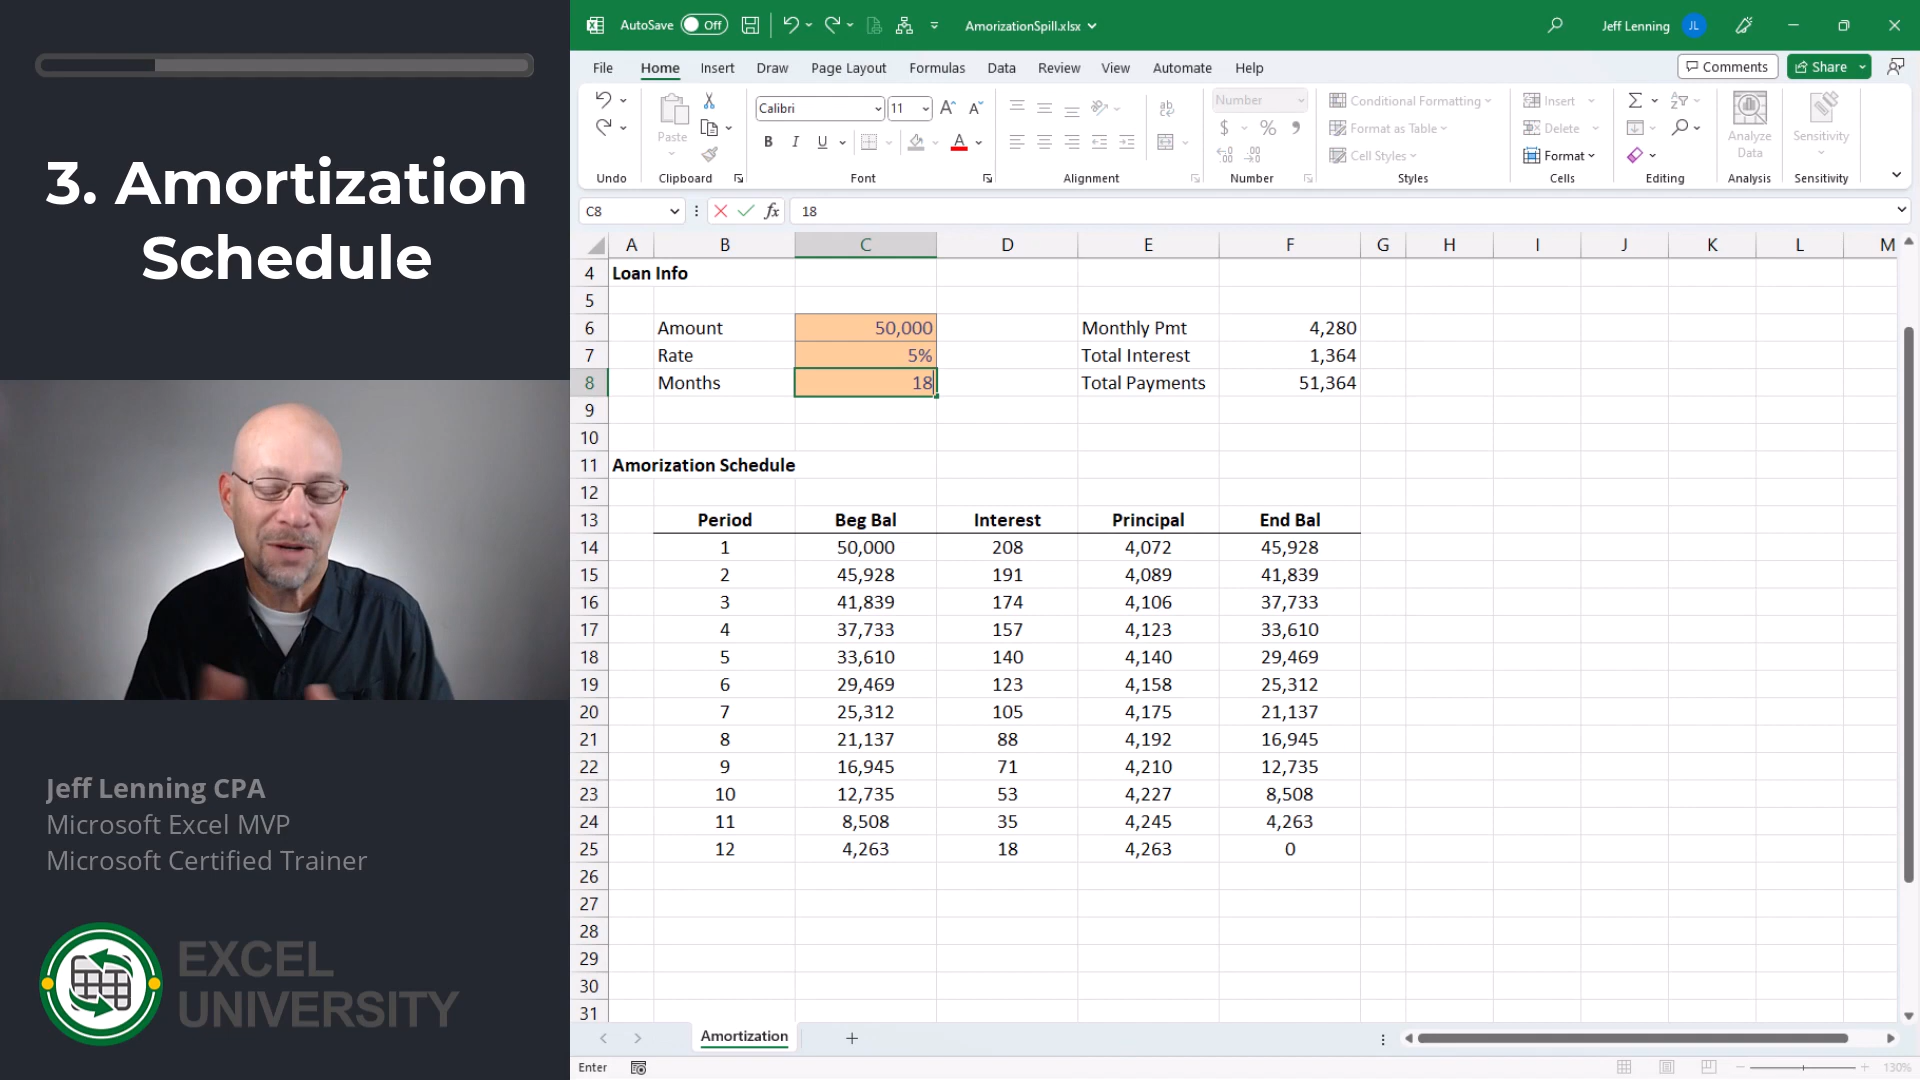 3. Amortization
Schedule
Jeff Lenning CPA
Microsoft Excel MVP
Microsoft Certified Trainer
EXCEL
UNIVERSITY
AutoSave Off AmorizationSpill.xlsx Jeff Lenning JL
File Home Insert Draw Page Layout Formulas Data Review View Automate Help Comments Share
Calibri 11 Number Conditional Formatting Insert
Paste B I U $ % Format as Table Delete Analyze Data Sensitivity
Cell Styles Format
Undo Clipboard Font Alignment Number Styles Cells Editing Analysis Sensitivity
C8 fx 18
A B C D E F G H I J K L M
4 Loan Info
5
6 Amount 50,000 Monthly Pmt 4,280
7 Rate 5% Total Interest 1,364
8 Months 18 Total Payments 51,364
9
10
11 Amorization Schedule
12
13 Period Beg Bal Interest Principal End Bal
14 1 50,000 208 4,072 45,928
15 2 45,928 191 4,089 41,839
16 3 41,839 174 4,106 37,733
17 4 37,733 157 4,123 33,610
18 5 33,610 140 4,140 29,469
19 6 29,469 123 4,158 25,312
20 7 25,312 105 4,175 21,137
21 8 21,137 88 4,192 16,945
22 9 16,945 71 4,210 12,735
23 10 12,735 53 4,227 8,508
24 11 8,508 35 4,245 4,263
25 12 4,263 18 4,263 0
26
27
28
29
30
31
Amortization
Enter 130%